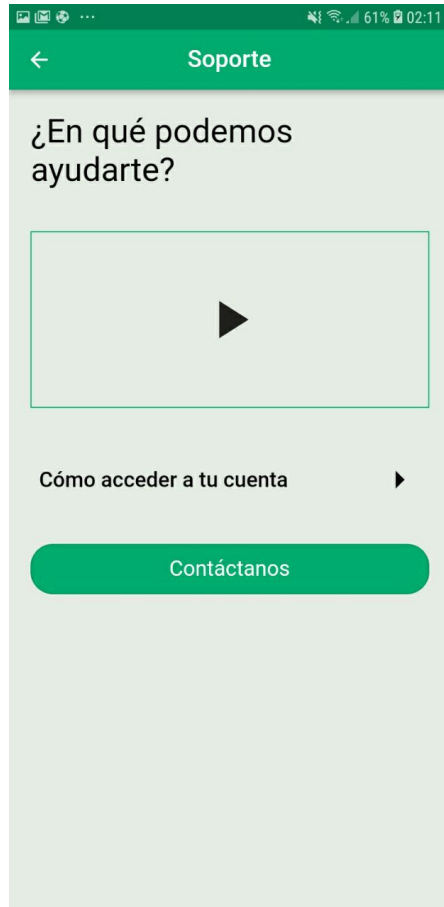 61% 02:11
Soporte
¿En qué podemos
ayudarte?
Cómo acceder a tu cuenta
Contáctanos